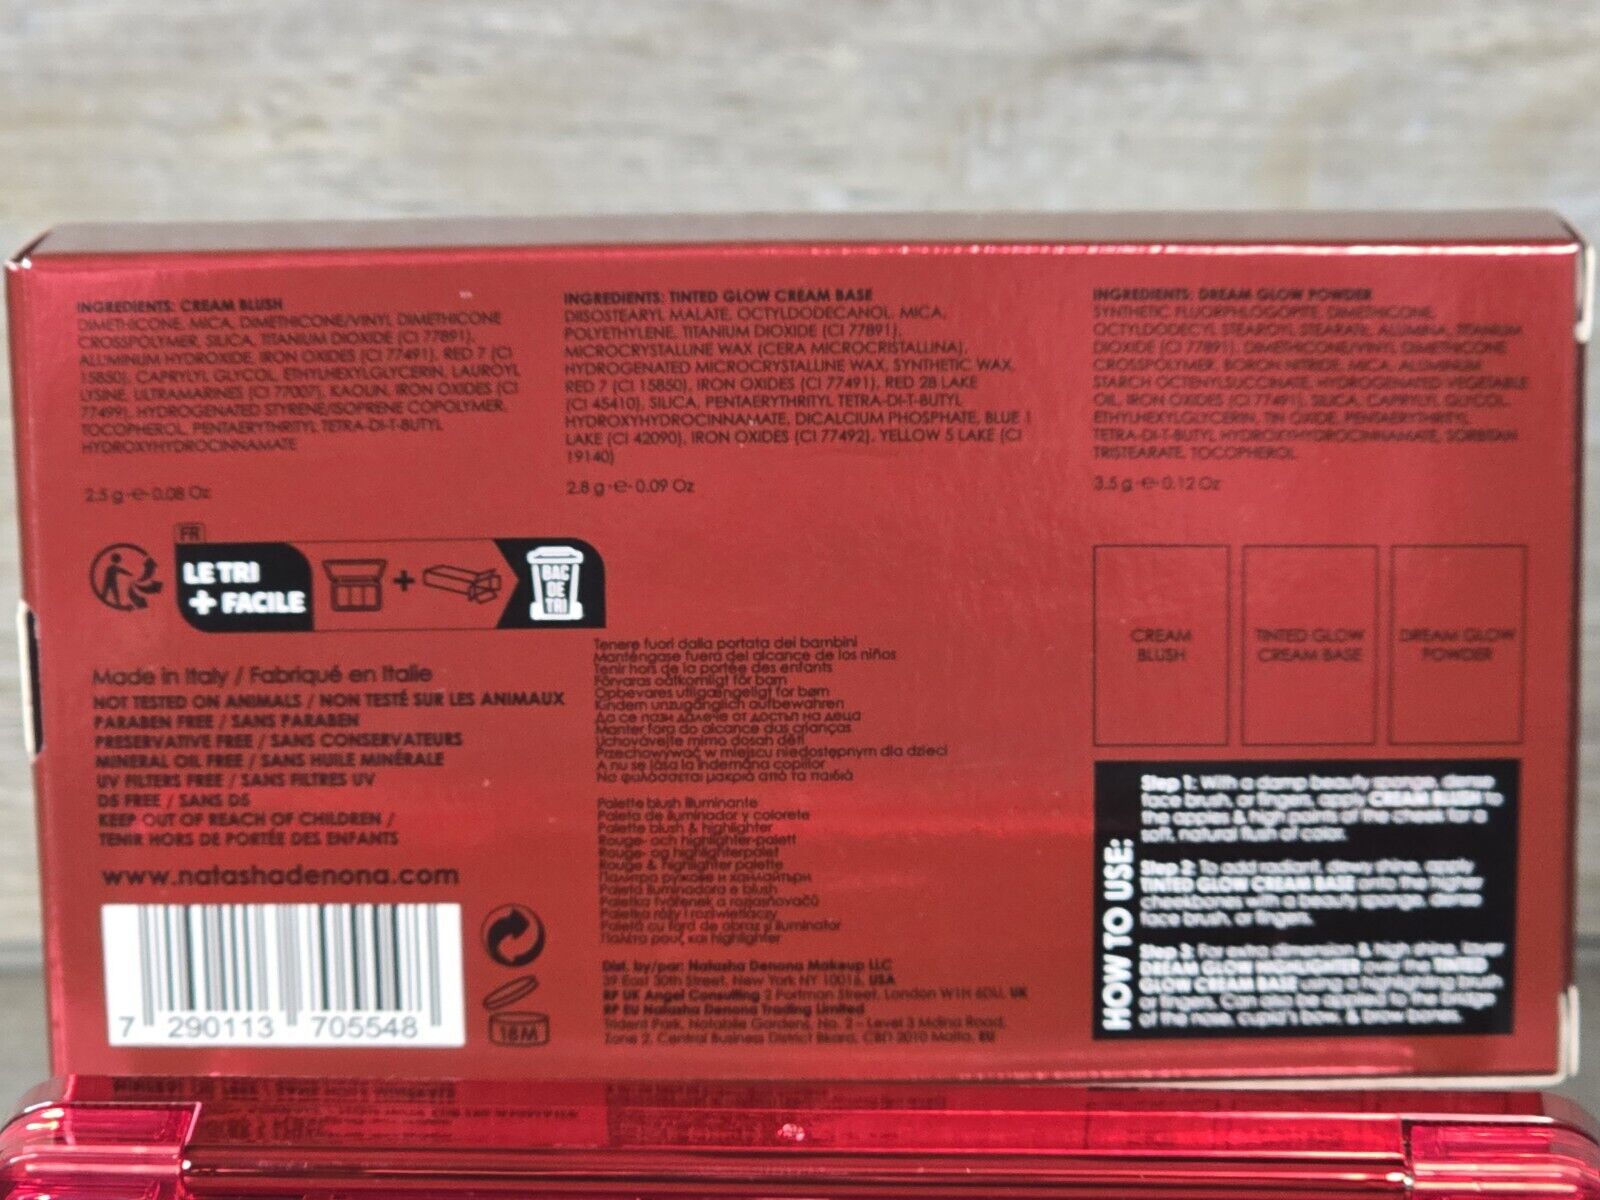 INGREDIENTS: CREAM BLUSH
DIMETHICONE, MICA, DIMETHICONE/VINYL DIMETHICONE
CROSSPOLYMER, SILICA, TITANIUM DIOXIDE (CI 77891),
ALUMINUM HYDROXIDE, IRON OXIDES (CI 77491), RED 7 (CI
15850), CAPRYLYL GLYCOL, ETHYLHEXYLGLYCERIN, LAUROYL
LYSINE, ULTRAMARINES (CI 77007), KAOLIN, IRON OXIDES (CI
77499), HYDROGENATED STYRENE/ISOPRENE COPOLYMER,
TOCOPHEROL, PENTAERYTHRITYL TETRA-DI-T-BUTYL
HYDROXYHYDROCINNAMATE
2.5 g ·e· 0.08 Oz
INGREDIENTS: TINTED GLOW CREAM BASE
DIISOSTEARYL MALATE, OCTYLDODECANOL, MICA,
POLYETHYLENE, TITANIUM DIOXIDE (CI 77891),
MICROCRYSTALLINE WAX (CERA MICROCRISTALLINA),
HYDROGENATED MICROCRYSTALLINE WAX, SYNTHETIC WAX,
RED 7 (CI 15850), IRON OXIDES (CI 77491), RED 28 LAKE
(CI 45410), SILICA, PENTAERYTHRITYL TETRA-DI-T-BUTYL
HYDROXYHYDROCINNAMATE, DICALCIUM PHOSPHATE, BLUE 1
LAKE (CI 42090), IRON OXIDES (CI 77492), YELLOW 5 LAKE (CI
19140)
2.8 g ·e· 0.09 Oz
INGREDIENTS: DREAM GLOW POWDER
SYNTHETIC FLUORPHLOGOPITE, DIMETHICONE,
OCTYLDODECYL STEAROYL STEARATE, ALUMINA, TITANIUM
DIOXIDE (CI 77891), DIMETHICONE/VINYL DIMETHICONE
CROSSPOLYMER, BORON NITRIDE, MICA, ALUMINUM
STARCH OCTENYLSUCCINATE, HYDROGENATED VEGETABLE
OIL, IRON OXIDES (CI 77491), SILICA, CAPRYLYL GLYCOL,
ETHYLHEXYLGLYCERIN, TIN OXIDE, PENTAERYTHRITYL
TETRA-DI-T-BUTYL HYDROXYHYDROCINNAMATE, SORBITAN
TRISTEARATE, TOCOPHEROL
3.5 g ·e· 0.12 Oz
FR
LE TRI
+ FACILE
+
BAC
DE
TRI
Made in Italy / Fabriqué en Italie
NOT TESTED ON ANIMALS / NON TESTÉ SUR LES ANIMAUX
PARABEN FREE / SANS PARABEN
PRESERVATIVE FREE / SANS CONSERVATEURS
MINERAL OIL FREE / SANS HUILE MINÉRALE
UV FILTERS FREE / SANS FILTRES UV
D5 FREE / SANS D5
KEEP OUT OF REACH OF CHILDREN /
TENIR HORS DE PORTÉE DES ENFANTS
www.natashadenona.com
7 290113 705548
18M
Tenere fuori dalla portata dei bambini
Manténgase fuera del alcance de los niños
Tenir hors de la portée des enfants
Förvaras oåtkomligt för barn
Opbevares utilgængeligt for børn
Kindern unzugänglich aufbewahren
Да се пази далече от достъп на деца
Manter fora do alcance das crianças
Uchovávejte mimo dosah dětí
Przechowywać w miejscu niedostępnym dla dzieci
A nu se lăsa la îndemâna copiilor
Να φυλάσσεται μακριά από τα παιδιά
Palette blush illuminante
Paleta de iluminador y colorete
Palette blush & highlighter
Rouge- och highlighter-palett
Rouge- og highlighterpalet
Rouge & highlighter palette
Палитра ружове и хайлайтъри
Paleta iluminadora e blush
Paletka tvářenek a rozjasňovačů
Paletka róży i rozświetlaczy
Paletă cu fard de obraz și iluminator
Παλέτα ρουζ και highlighter
Dist. by/par: Natasha Denona Makeup LLC
39 East 30th Street, New York NY 10016, USA
RP UK Angel Consulting 2 Portman Street, London W1H 6DU, UK
RP EU Natasha Denona Trading Limited
Trident Park, Notabile Gardens, No. 2 - Level 3 Mdina Road,
Zone 2, Central Business District Birkara, CBD 2010 Malta, EU
CREAM
BLUSH
TINTED GLOW
CREAM BASE
DREAM GLOW
POWDER
HOW TO USE:
Step 1: With a damp beauty sponge, dense
face brush, or fingers, apply CREAM BLUSH to
the apples & high points of the cheek for a
soft, natural flush of color.
Step 2: To add radiant, dewy shine, apply
TINTED GLOW CREAM BASE onto the higher
cheekbones with a beauty sponge, dense
face brush, or fingers.
Step 3: For extra dimension & high shine, layer
DREAM GLOW HIGHLIGHTER over the TINTED
GLOW CREAM BASE using a highlighting brush
or fingers. Can also be applied to the bridge
of the nose, cupid's bow, & brow bones.